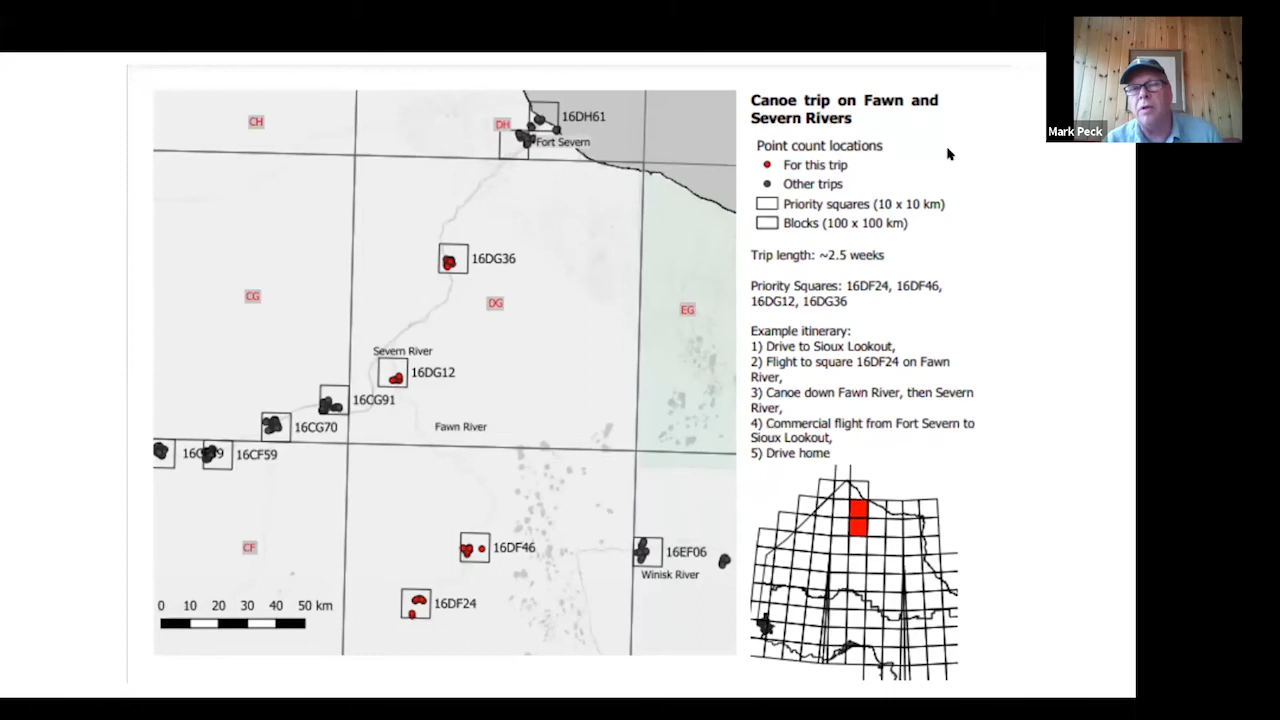 Mark Peck
CH
DH
16DH61
Fort Severn
16DG36
CG
DG
EG
Severn River
16DG12
16CG91
16CG70
Fawn River
16CF59
CF
16DF46
16EF06
Winisk River
16DF24
0 10 20 30 40 50 km
Canoe trip on Fawn and
Severn Rivers
Point count locations
For this trip
Other trips
Priority squares (10 x 10 km)
Blocks (100 x 100 km)
Trip length: ~2.5 weeks
Priority Squares: 16DF24, 16DF46,
16DG12, 16DG36
Example itinerary:
1) Drive to Sioux Lookout,
2) Flight to square 16DF24 on Fawn
River,
3) Canoe down Fawn River, then Severn
River,
4) Commercial flight from Fort Severn to
Sioux Lookout,
5) Drive home